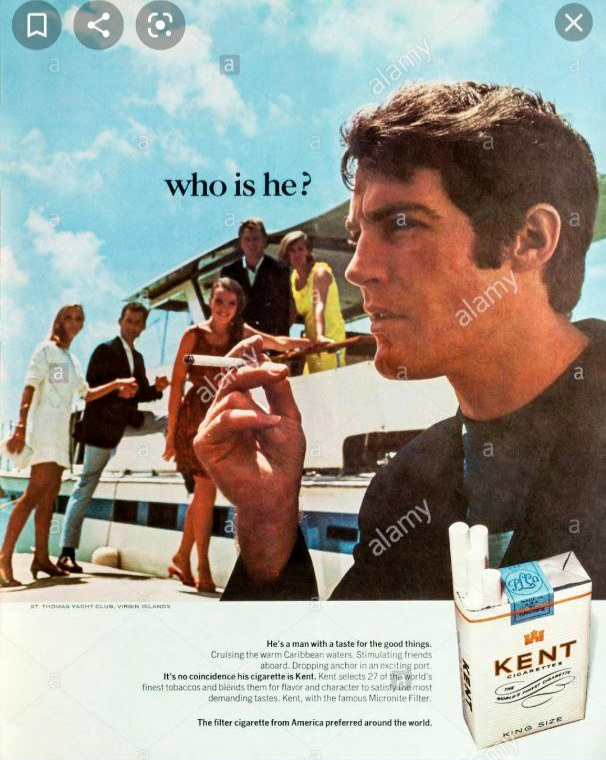 alamy
who is he?
alamy
alamy
ST. THOMAS YACHT CLUB, VIRGIN ISLANDS
He's a man with a taste for the good things.
Cruising the warm Caribbean waters. Stimulating friends
aboard. Dropping anchor in an exciting port.
It's no coincidence his cigarette is Kent. Kent selects 27 of the world's
finest tobaccos and blends them for flavor and character to satisfy the most
demanding tastes. Kent, with the famous Micronite Filter.
The filter cigarette from America preferred around the world.
KENT
CIGARETTES
THE
WORLD'S FINEST CIGARETTE
KING SIZE
KENT